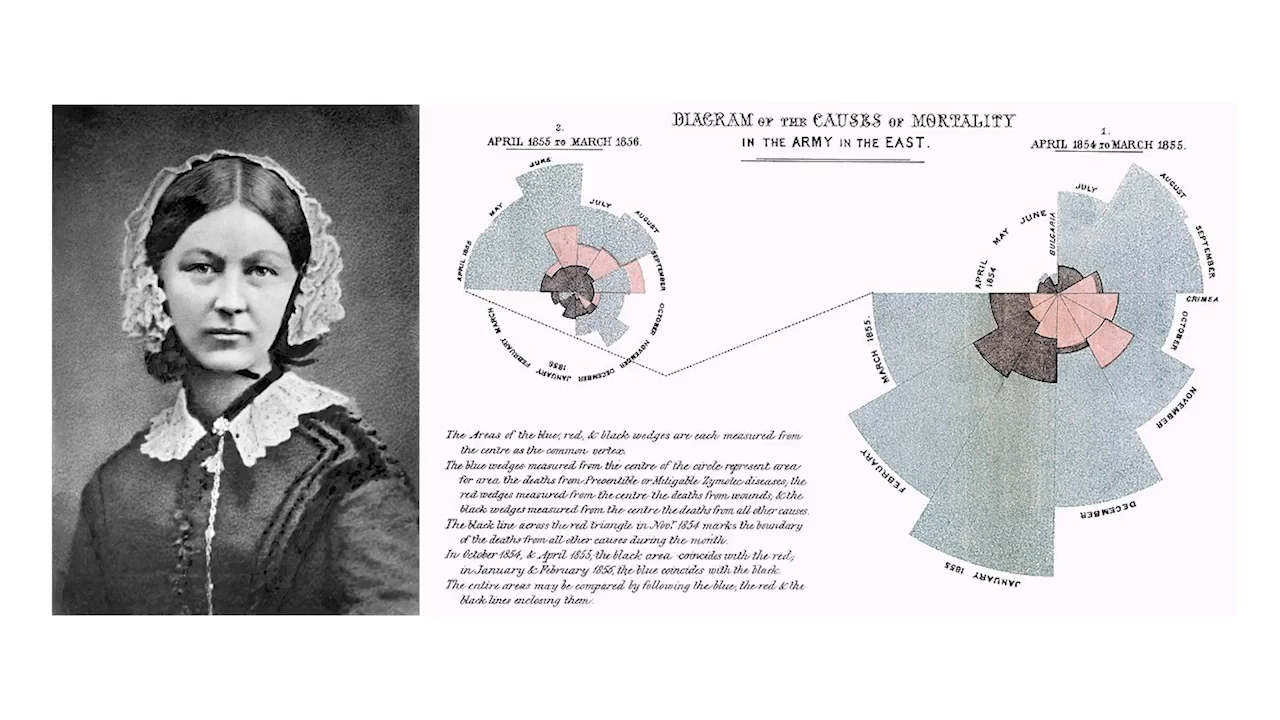 DIAGRAM OF THE CAUSES OF MORTALITY
IN THE ARMY IN THE EAST.
2.
APRIL 1855 TO MARCH 1856.
1.
APRIL 1854 TO MARCH 1855.
APRIL 1855
MAY
JUNE
JULY
AUGUST
SEPTEMBER
OCTOBER
NOVEMBER
DECEMBER
JANUARY
1856
FEBRUARY
MARCH
APRIL
1854
MAY
JUNE
BULGARIA
JULY
AUGUST
SEPTEMBER
CRIMEA
OCTOBER
NOVEMBER
DECEMBER
JANUARY 1855
FEBRUARY
MARCH 1855
The Areas of the blue, red, & black wedges are each measured from
the centre as the common vertex.
The blue wedges measured from the centre of the circle represent area
for area the deaths from Preventible or Mitigable Zymotic diseases, the
red wedges measured from the centre the deaths from wounds, & the
black wedges measured from the centre the deaths from all other causes.
The black line across the red triangle in Novr. 1854 marks the boundary
of the deaths from all other causes during the month.
In October 1854, & April 1855, the black area coincides with the red,
in January & February 1856, the blue coincides with the black.
The entire areas may be compared by following the blue, the red & the
black lines enclosing them.